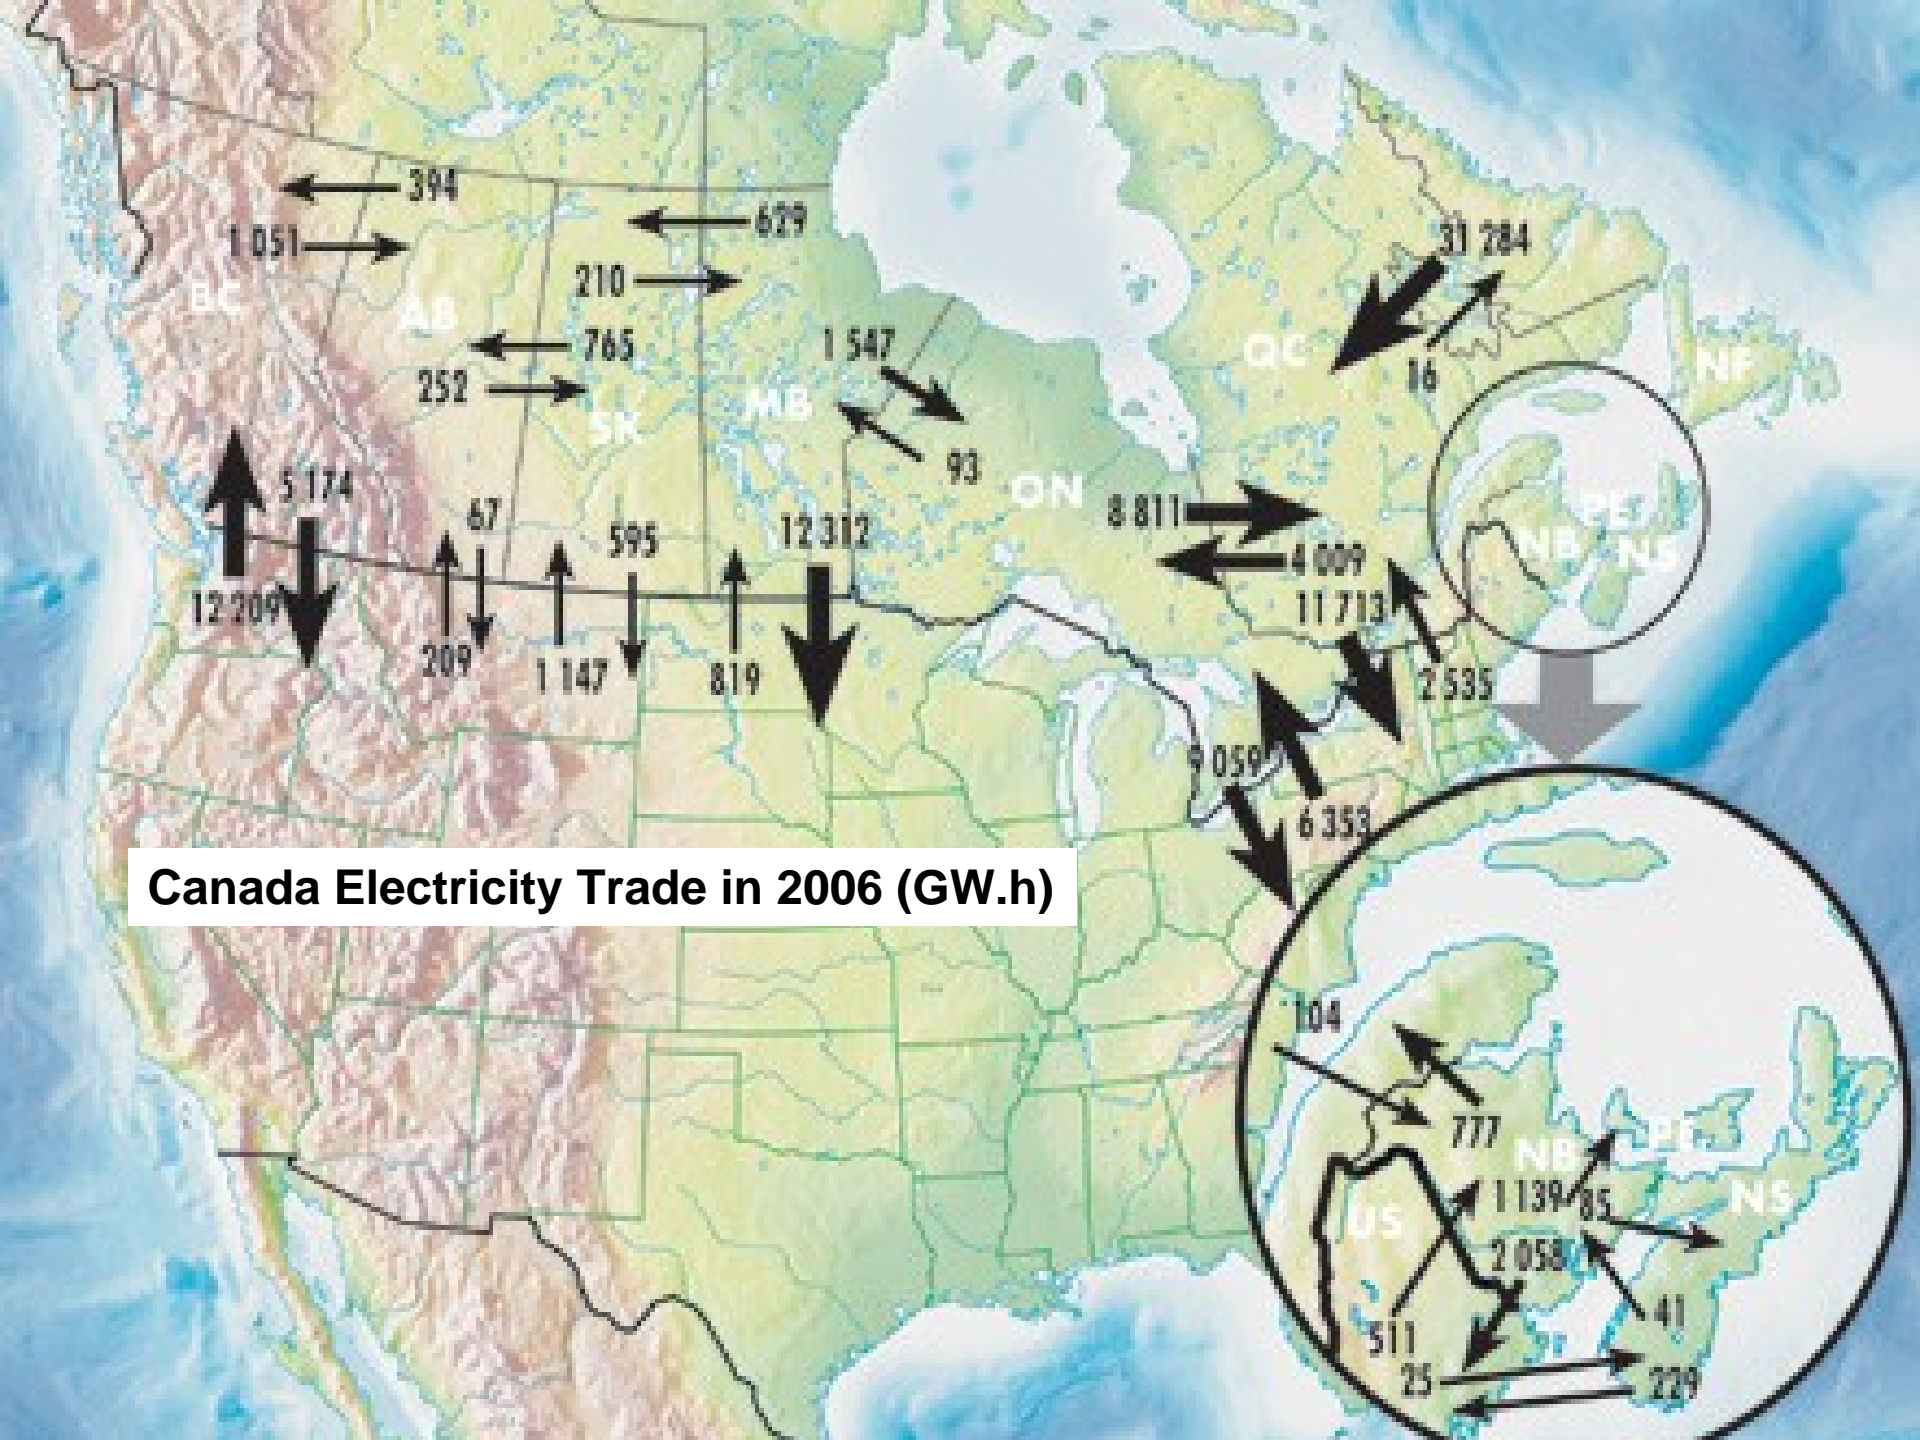 394
629
1 051
31 284
210
BC
AB
765
1 547
QC
NF
252
16
MB
SK
93
5 174
ON
67
8 811
PE
12 312
595
NB
NS
4 009
12 209
11 713
209
1 147
819
2 535
9 059
6 353
Canada Electricity Trade in 2006 (GW.h)
104
777
PE
NB
1 139
85
NS
US
2 058
41
511
25
229